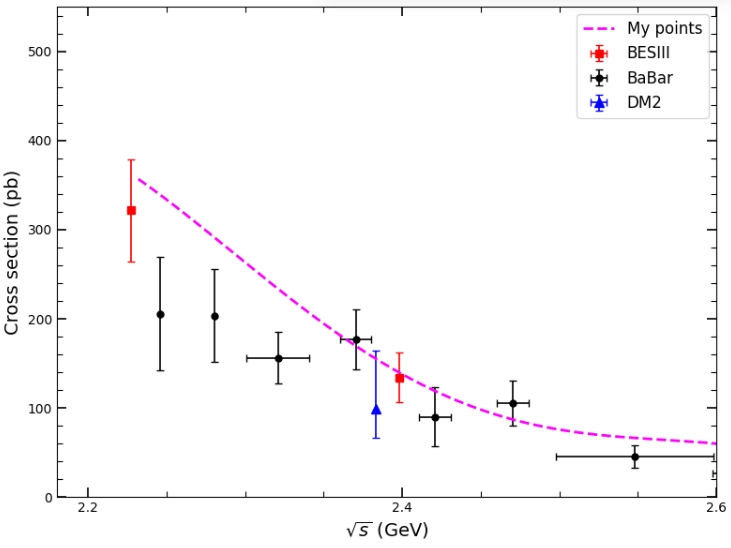 My points
BESIII
BaBar
DM2
Cross section (pb)
500
400
300
200
100
0
2.2
2.4
2.6
√s (GeV)